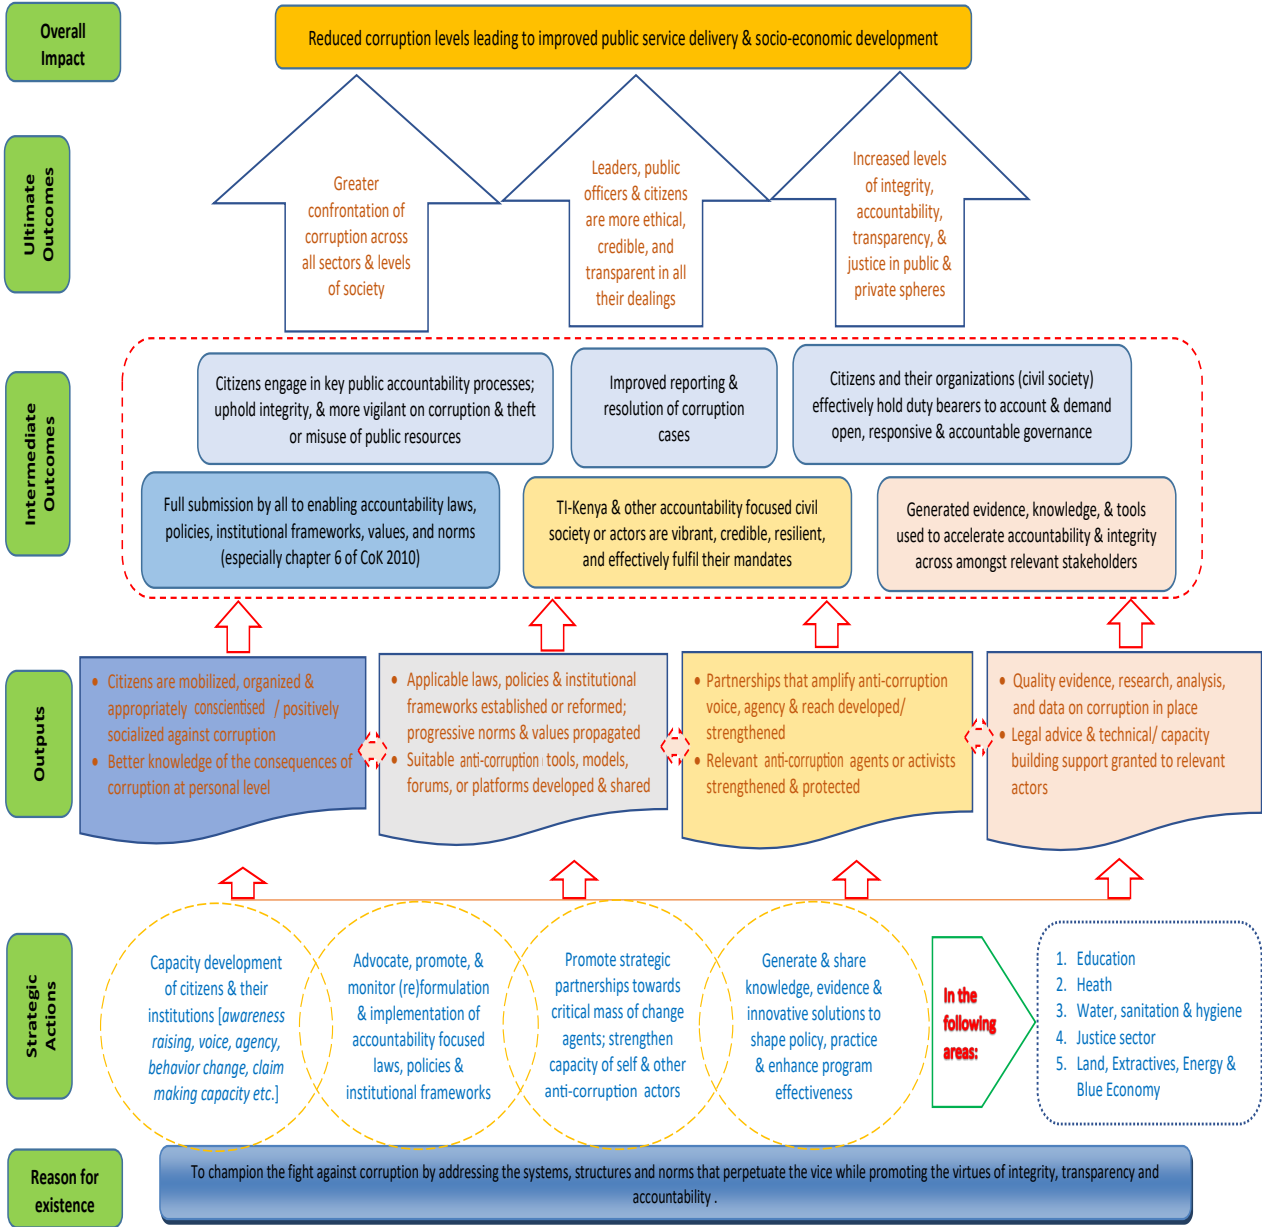 Overall
Impact
Reduced corruption levels leading to improved public service delivery & socio-economic development
Ultimate
Outcomes
Greater
confrontation of
corruption across
all sectors & levels
of society
Leaders, public
officers & citizens
are more ethical,
credible, and
transparent in all
their dealings
Increased levels
of integrity,
accountability,
transparency, &
justice in public &
private spheres
Intermediate
Outcomes
Citizens engage in key public accountability processes;
uphold integrity, & more vigilant on corruption & theft
or misuse of public resources
Improved reporting &
resolution of corruption
cases
Citizens and their organizations (civil society)
effectively hold duty bearers to account & demand
open, responsive & accountable governance
Full submission by all to enabling accountability laws,
policies, institutional frameworks, values, and norms
(especially chapter 6 of CoK 2010)
TI-Kenya & other accountability focused civil
society or actors are vibrant, credible, resilient,
and effectively fulfil their mandates
Generated evidence, knowledge, & tools
used to accelerate accountability & integrity
across amongst relevant stakeholders
Outputs
• Citizens are mobilized, organized &
appropriately conscientised / positively
socialized against corruption
• Better knowledge of the consequences of
corruption at personal level
• Applicable laws, policies & institutional
frameworks established or reformed;
progressive norms & values propagated
• Suitable anti-corruption tools, models,
forums, or platforms developed & shared
• Partnerships that amplify anti-corruption
voice, agency & reach developed/
strengthened
• Relevant anti-corruption agents or activists
strengthened & protected
• Quality evidence, research, analysis,
and data on corruption in place
• Legal advice & technical/ capacity
building support granted to relevant
actors
Strategic
Actions
Capacity development
of citizens & their
institutions [awareness
raising, voice, agency,
behavior change, claim
making capacity etc.]
Advocate, promote, &
monitor (re)formulation
& implementation of
accountability focused
laws, policies &
institutional frameworks
Promote strategic
partnerships towards
critical mass of change
agents; strengthen
capacity of self & other
anti-corruption actors
Generate & share
knowledge, evidence &
innovative solutions to
shape policy, practice
& enhance program
effectiveness
In the
following
areas:
1. Education
2. Heath
3. Water, sanitation & hygiene
4. Justice sector
5. Land, Extractives, Energy &
Blue Economy
Reason for
existence
To champion the fight against corruption by addressing the systems, structures and norms that perpetuate the vice while promoting the virtues of integrity, transparency and
accountability .